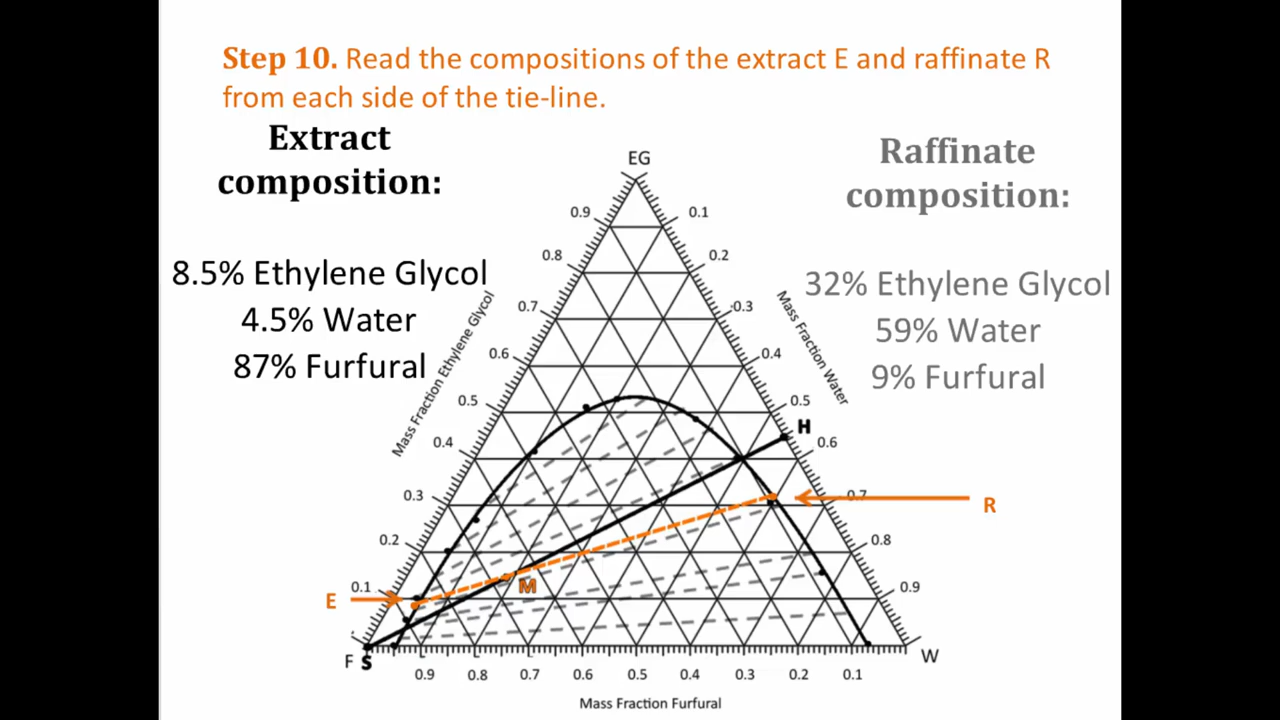 Step 10. Read the compositions of the extract E and raffinate R
from each side of the tie-line.
Extract
composition:
8.5% Ethylene Glycol
4.5% Water
87% Furfural
Raffinate
composition:
32% Ethylene Glycol
59% Water
9% Furfural
EG
0.9
0.1
0.8
0.2
0.7
0.3
0.6
0.4
0.5
0.5
0.4
0.6
0.3
0.7
0.2
0.8
0.1
0.9
Mass Fraction Ethylene Glycol
Mass Fraction Water
H
R
M
E
F
S
W
0.9
0.8
0.7
0.6
0.5
0.4
0.3
0.2
0.1
Mass Fraction Furfural